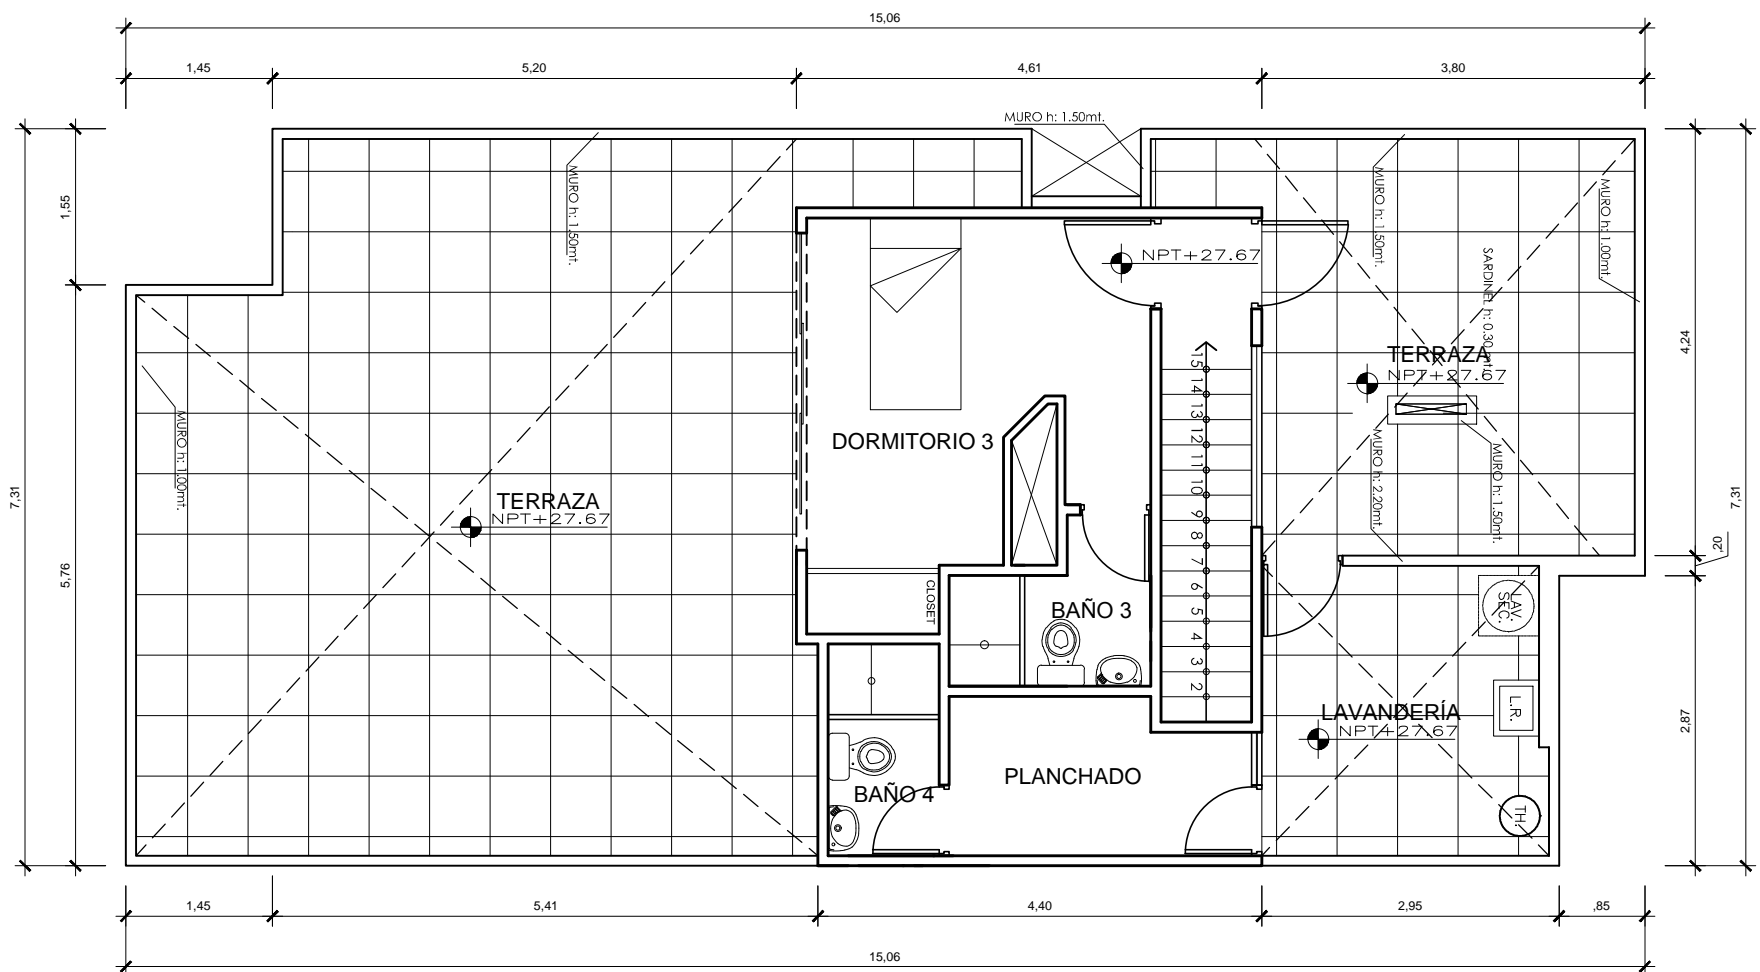 15,06
1,45
5,20
4,61
3,80
MURO h: 1.50mt.
7,31
1,55
5,76
MURO h: 1.50mt.
MURO h: 1.00mt.
TERRAZA
NPT+27.67
DORMITORIO 3
NPT+27.67
CLOSET
BAÑO 3
15
14
13
12
11
10
9
8
7
6
5
4
3
2
BAÑO 4
PLANCHADO
MURO h: 1.50mt.
SARDINEL h: 0.30mt.
MURO h: 1.00mt.
TERRAZA
NPT+27.67
MURO h: 2.20mt.
MURO h: 1.50mt.
LAV.
SEC.
L.R.
LAVANDERÍA
NPT+27.67
TH.
4,24
,20
2,87
7,31
1,45
5,41
4,40
2,95
,85
15,06